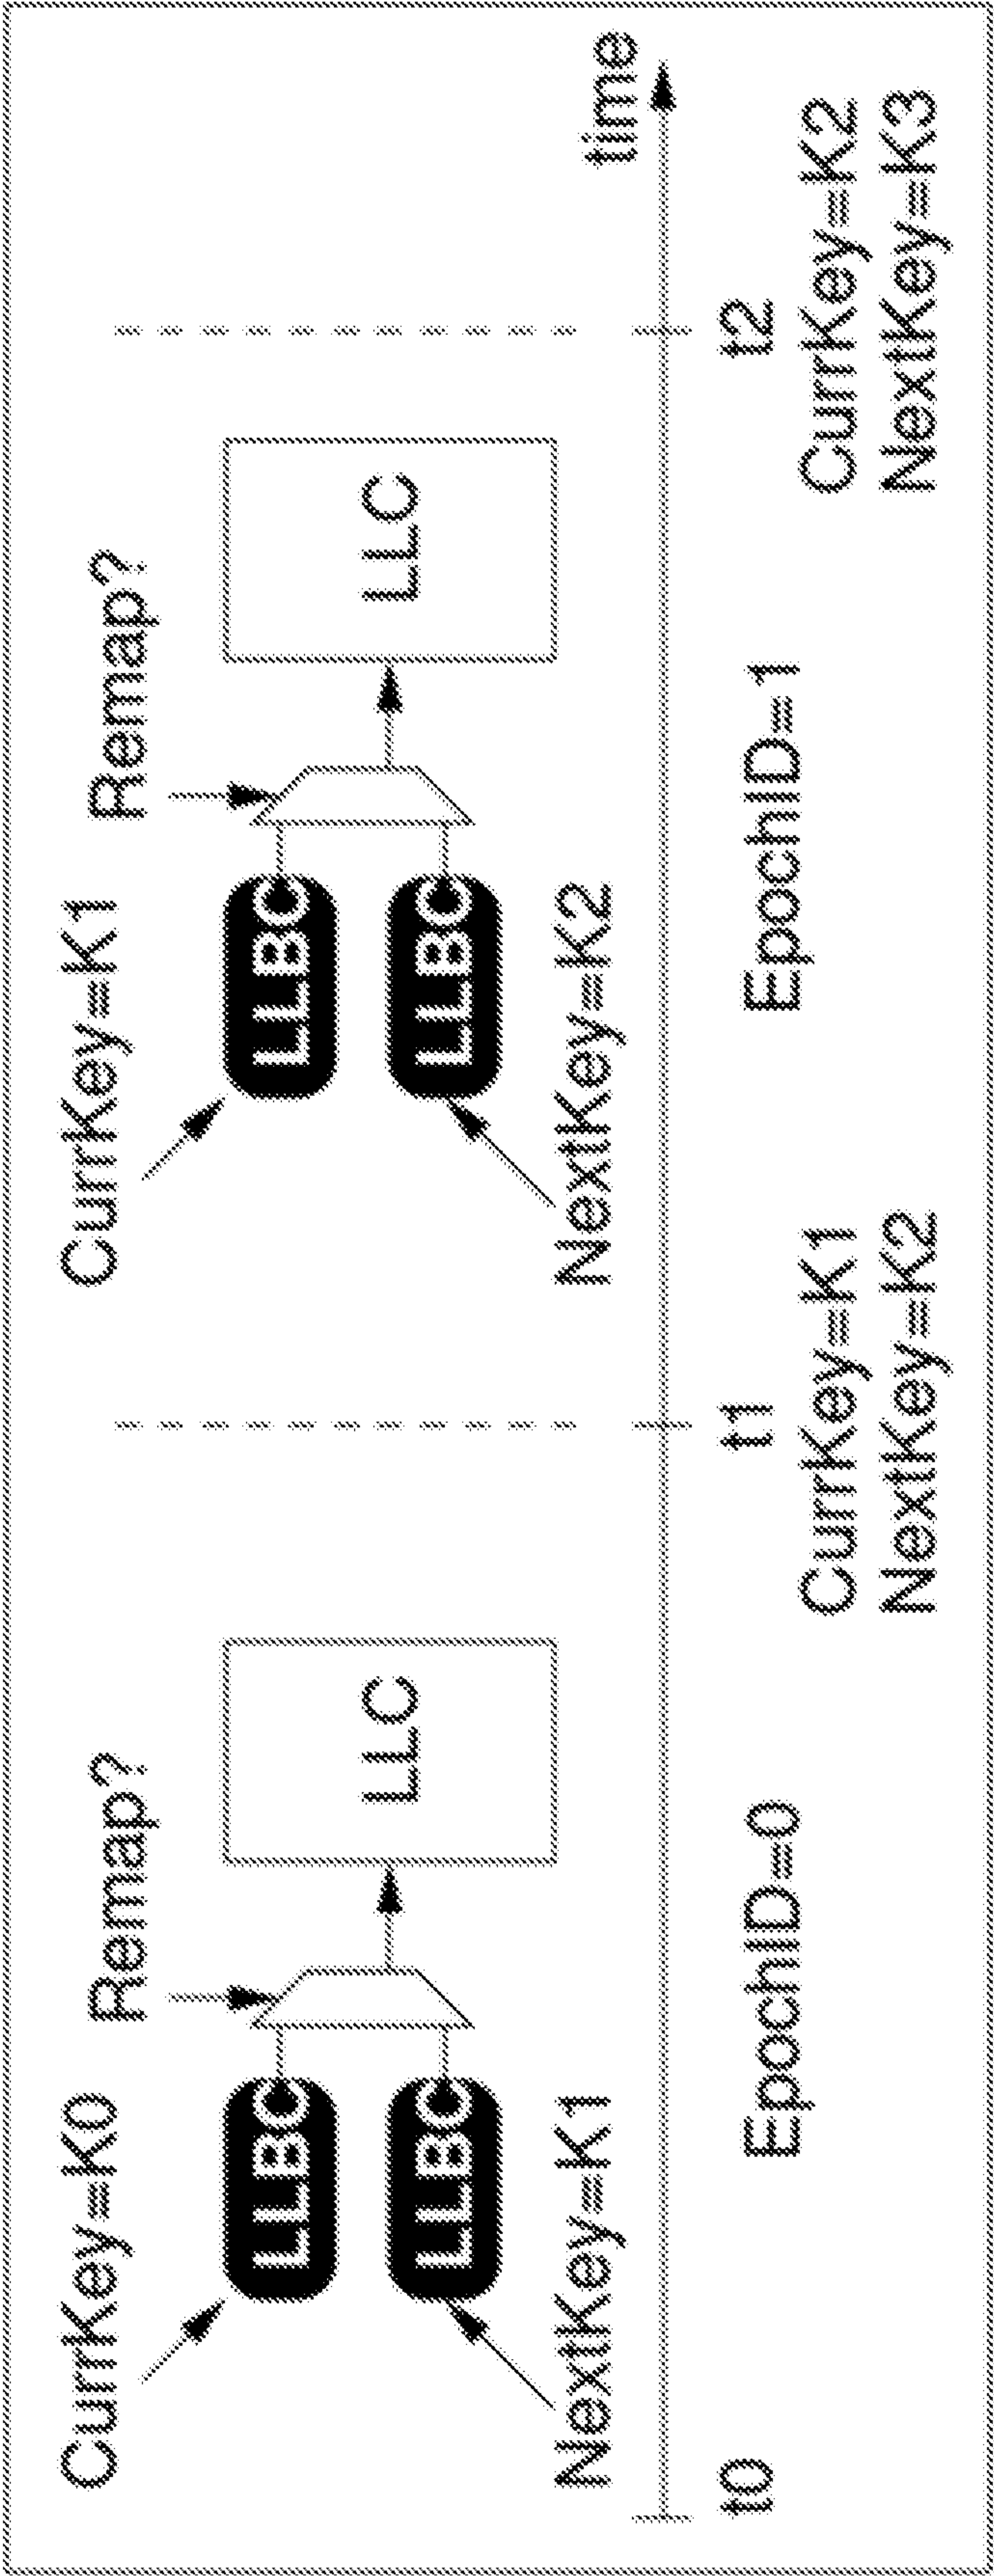 CurrKey=K0
Remap?
LLBC
LLBC
LLC
NextKey=K1
CurrKey=K1
Remap?
LLBC
LLBC
LLC
NextKey=K2
time
t0
EpochID=0
t1
CurrKey=K1
NextKey=K2
EpochID=1
t2
CurrKey=K2
NextKey=K3